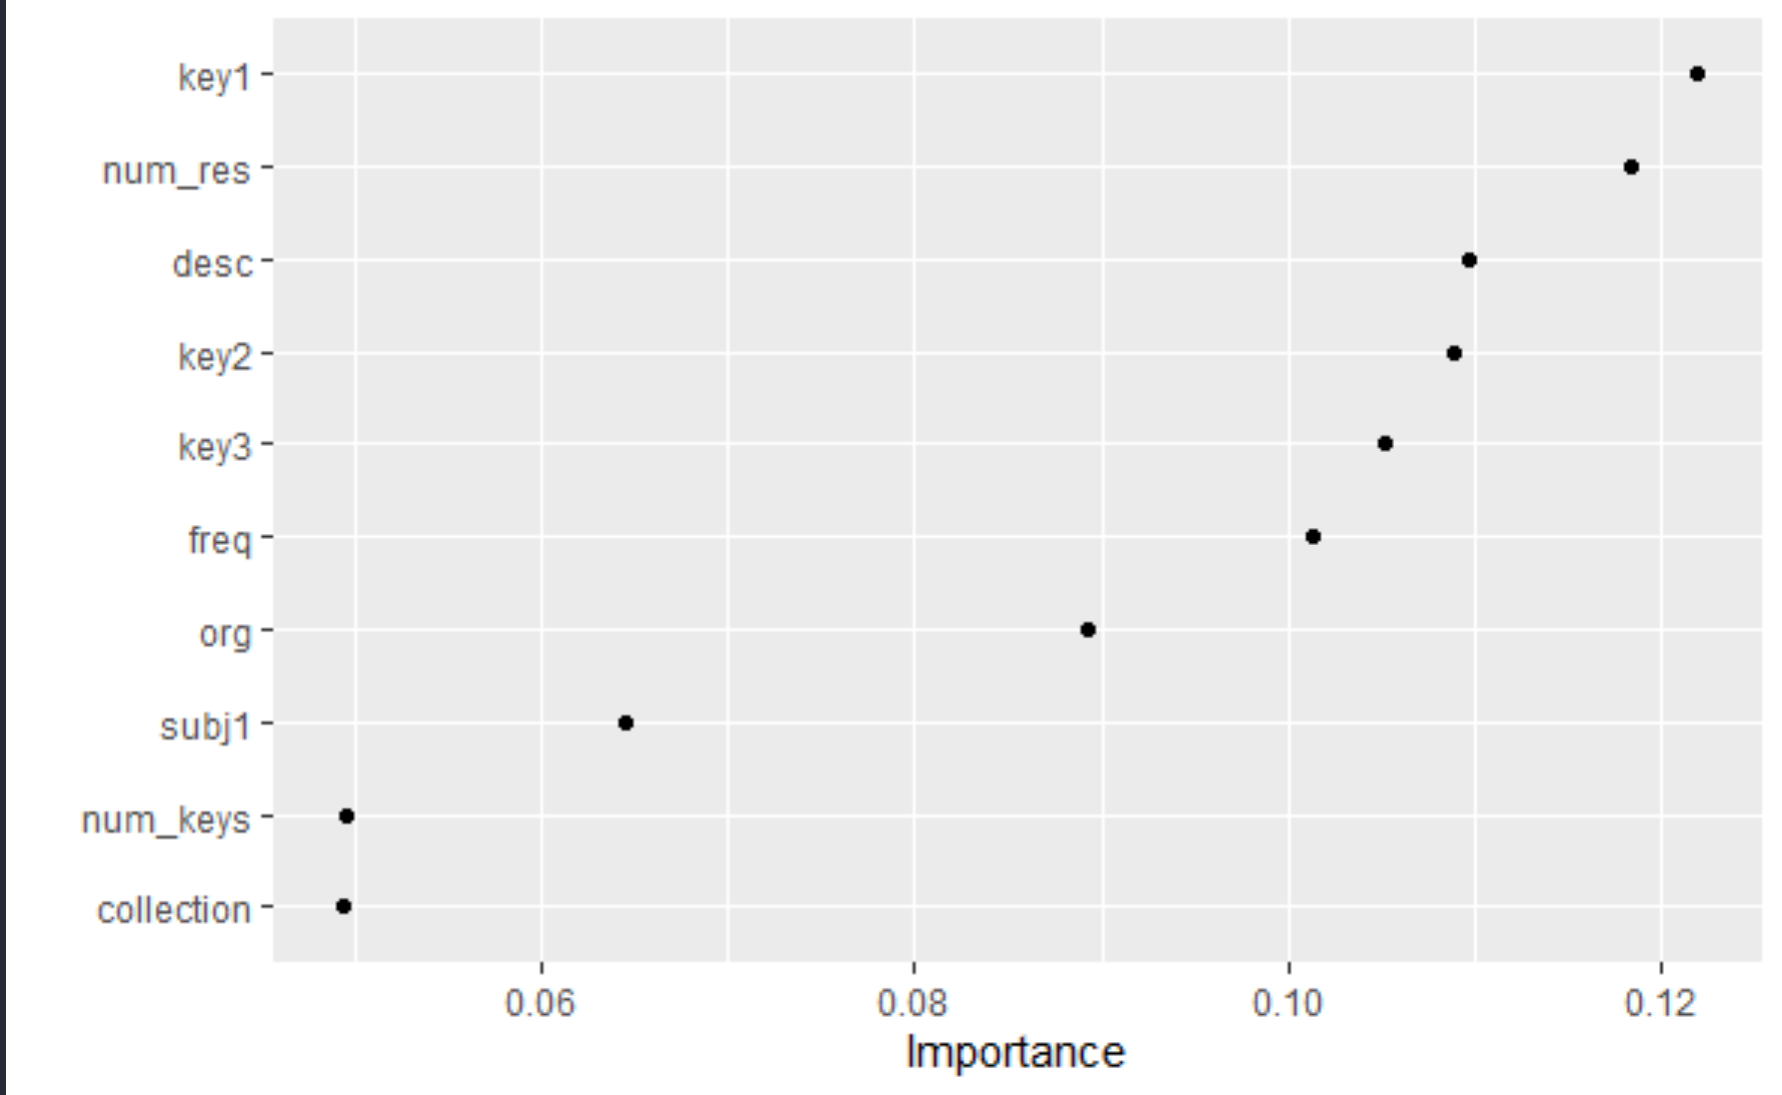 key1
num_res
desc
key2
key3
freq
org
subj1
num_keys
collection
0.06 0.08 0.10 0.12
Importance